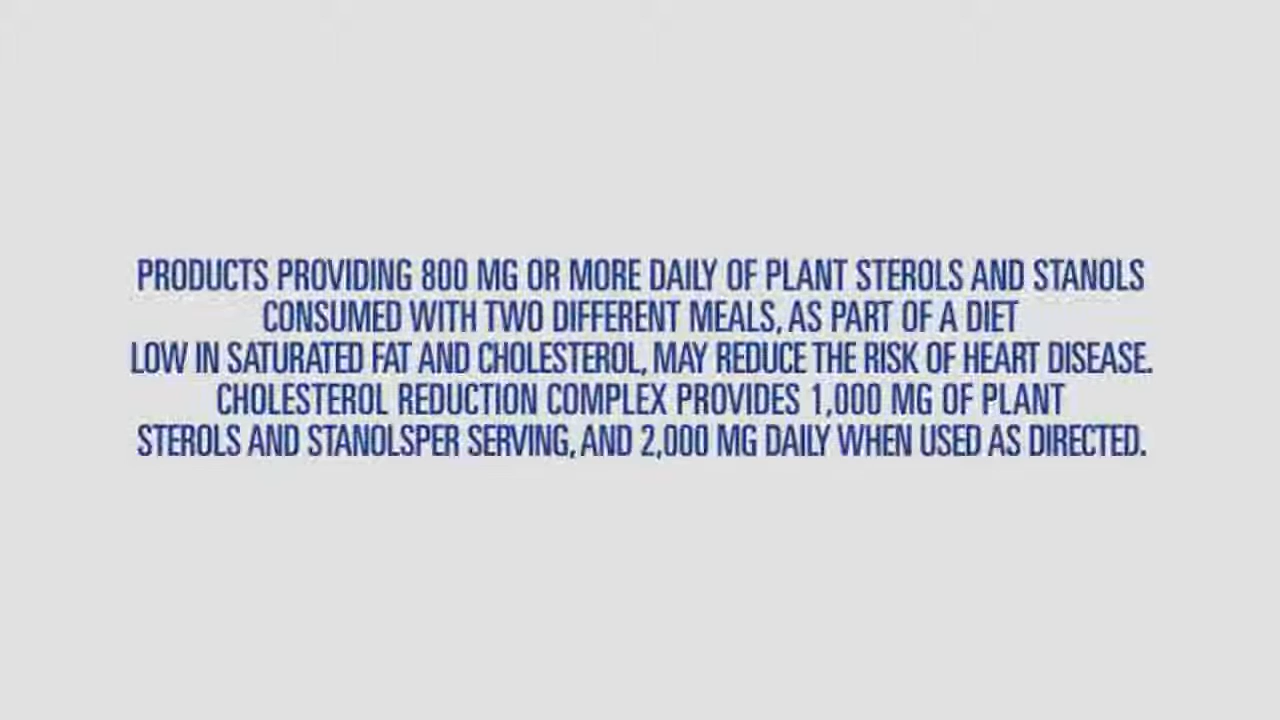 PRODUCTS PROVIDING 800 MG OR MORE DAILY OF PLANT STEROLS AND STANOLS
CONSUMED WITH TWO DIFFERENT MEALS, AS PART OF A DIET
LOW IN SATURATED FAT AND CHOLESTEROL, MAY REDUCE THE RISK OF HEART DISEASE.
CHOLESTEROL REDUCTION COMPLEX PROVIDES 1,000 MG OF PLANT
STEROLS AND STANOLSPER SERVING, AND 2,000 MG DAILY WHEN USED AS DIRECTED.